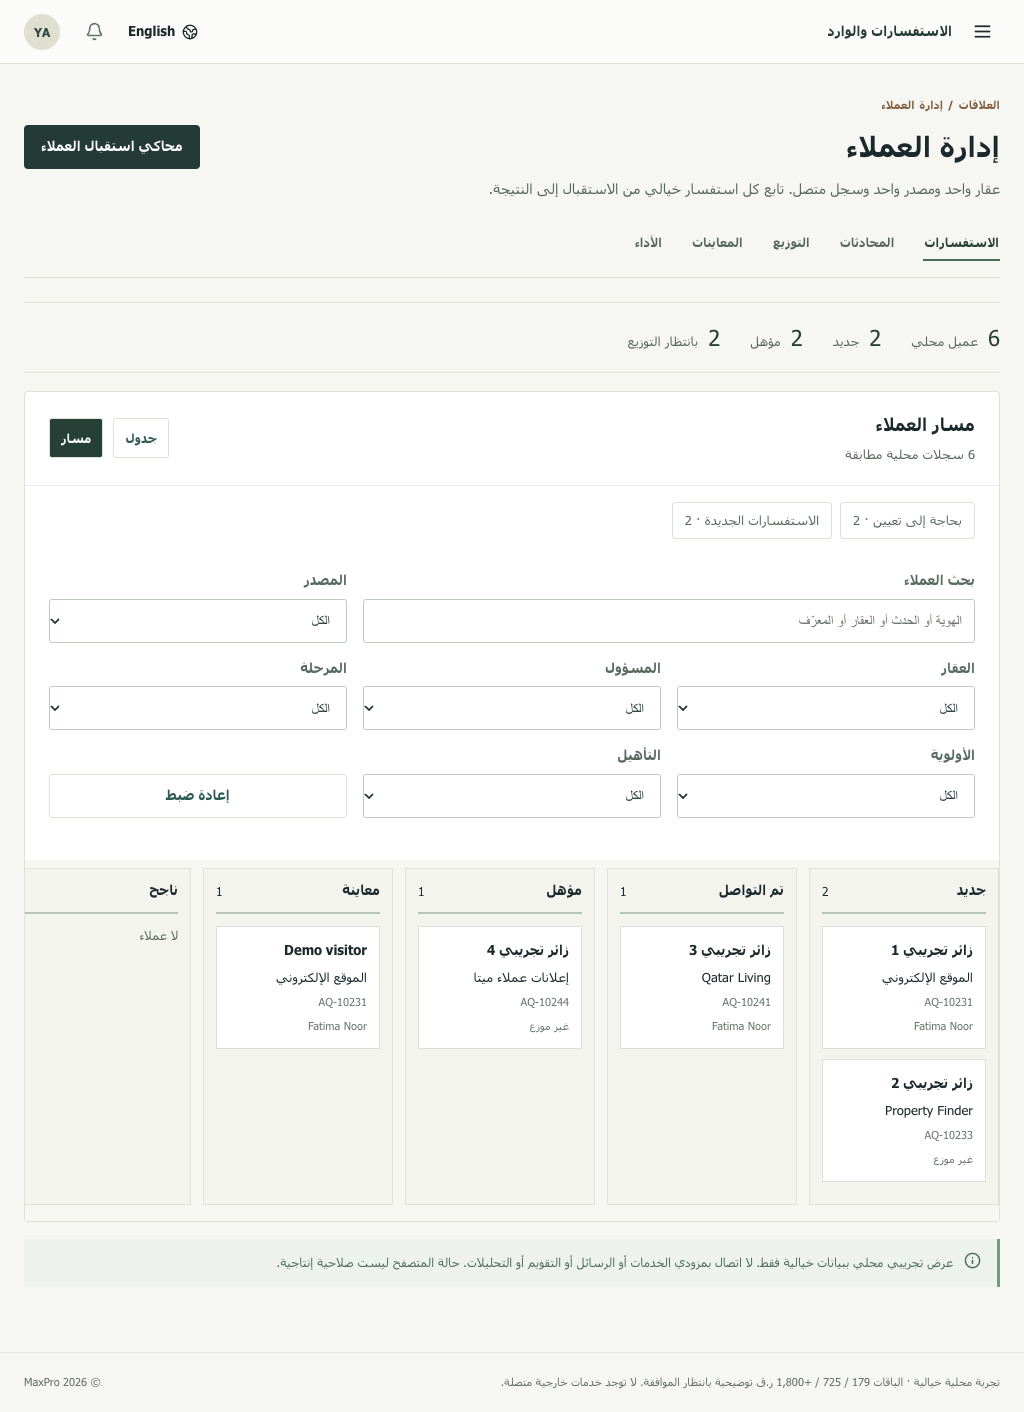 الاستفسارات والوارد
English
YA
العلاقات / إدارة العملاء
إدارة العملاء
محاكي استقبال العملاء
عقار واحد ومصدر واحد وسجل متصل. تابع كل استفسار خيالي من الاستقبال إلى النتيجة.
الاستفسارات المحادثات التوزيع المعاينات الأداء
6 عميل محلي 2 جديد 2 مؤهل 2 بانتظار التوزيع
مسار العملاء
6 سجلات محلية مطابقة
جدول مسار
بحاجة إلى تعيين · 2 الاستفسارات الجديدة · 2
بحث العملاء المصدر
الهوية أو الحدث أو العقار أو المعرّف الكل
العقار المسؤول المرحلة
الكل الكل الكل
الأولوية التأهيل
الكل الكل إعادة ضبط
جديد 2
زائر تجريبي 1
الموقع الإلكتروني
AQ-10231
Fatima Noor
زائر تجريبي 2
Property Finder
AQ-10233
غير موزع
تم التواصل 1
زائر تجريبي 3
Qatar Living
AQ-10241
Fatima Noor
مؤهل 1
زائر تجريبي 4
إعلانات عملاء ميتا
AQ-10244
غير موزع
معاينة 1
Demo visitor
الموقع الإلكتروني
AQ-10231
Fatima Noor
ناجح
لا عملاء
عرض تجريبي محلي ببيانات خيالية فقط. لا اتصال بمزودي الخدمات أو الرسائل أو التقويم أو التحليلات. حالة المتصفح ليست صلاحية إنتاجية.
تجربة محلية خيالية · الباقات 179 / 725 / +1,800 ر.ق توضيحية بانتظار الموافقة. لا توجد خدمات خارجية متصلة.
© 2026 MaxPro